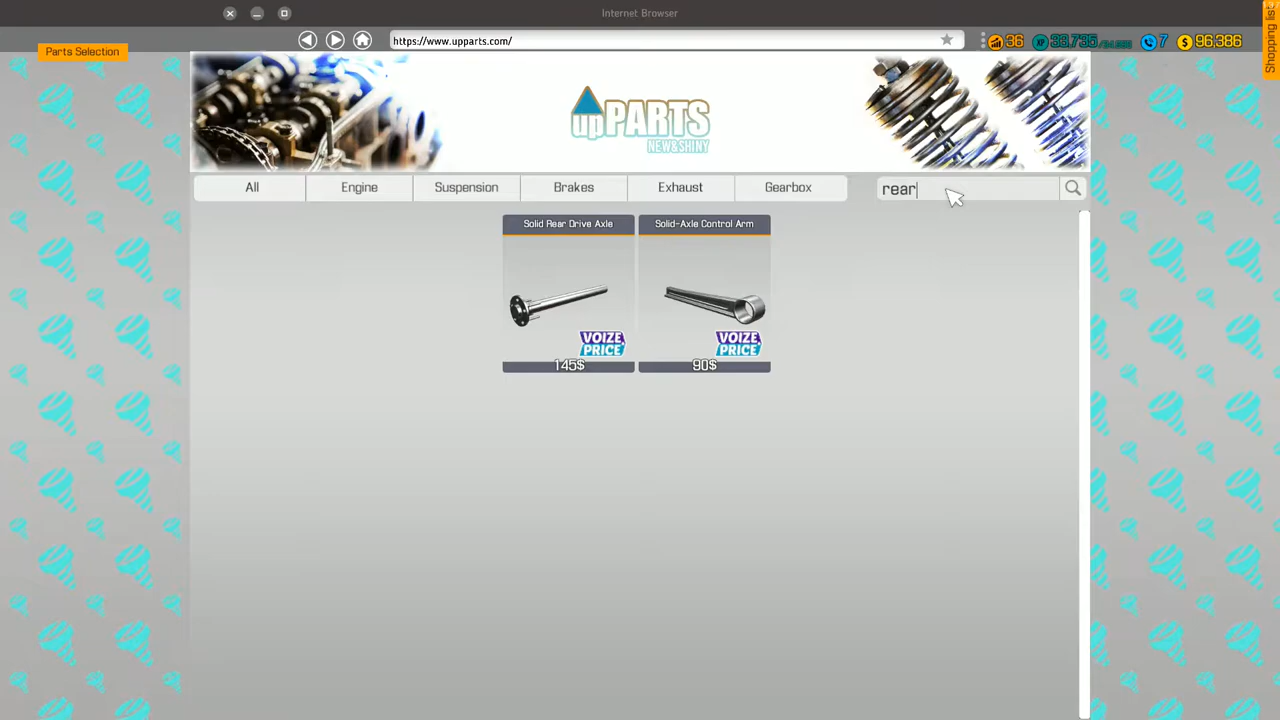 Internet Browser
Parts Selection
https://www.upparts.com/
36
7
96,386
Shopping list
upPARTS
NEW&SHINY
All
Engine
Suspension
Brakes
Exhaust
Gearbox
rear
Solid Rear Drive Axle
Solid-Axle Control Arm
VOIZE PRICE
VOIZE PRICE
145$
90$